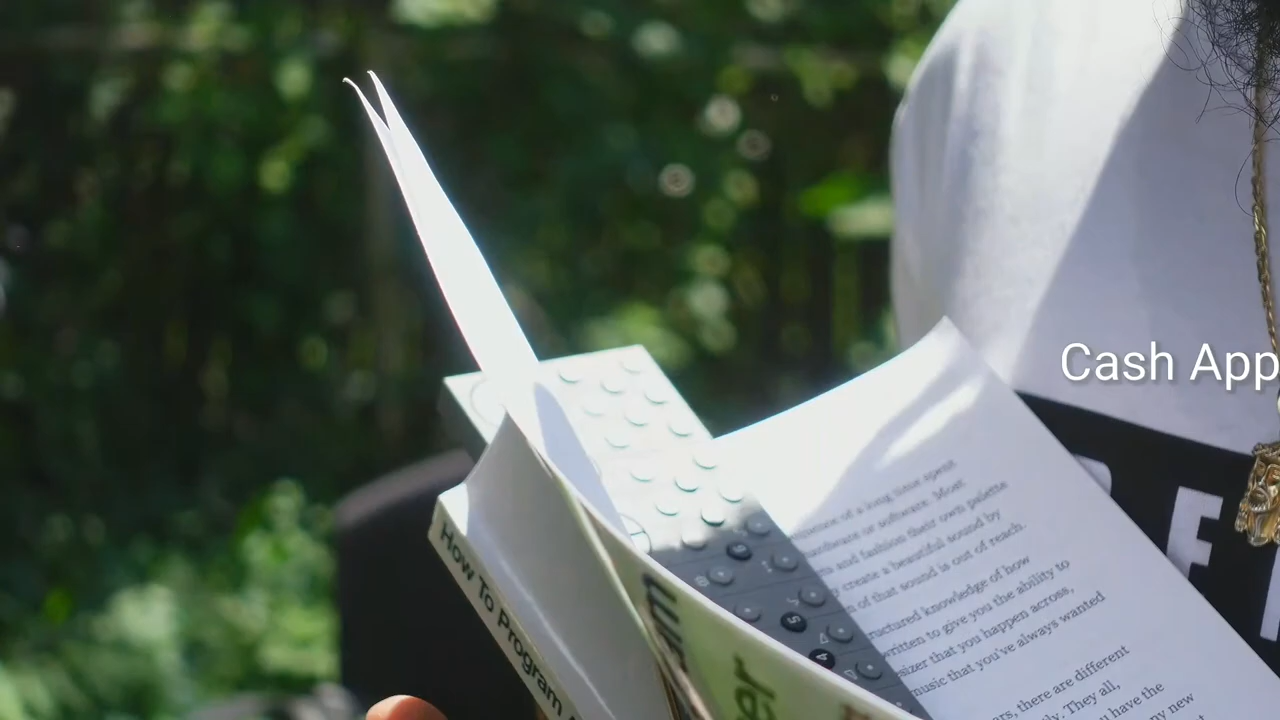 Cash App
How To Program A
of a long time spent
hardware or software. Most
and fashion their own palette
create a beautiful sound by
of that sound is out of reach.
ructured knowledge of how
written to give you the ability to
sizer that you happen across,
music that you've always wanted
ars, there are different
ly. They all,
have the
ny new